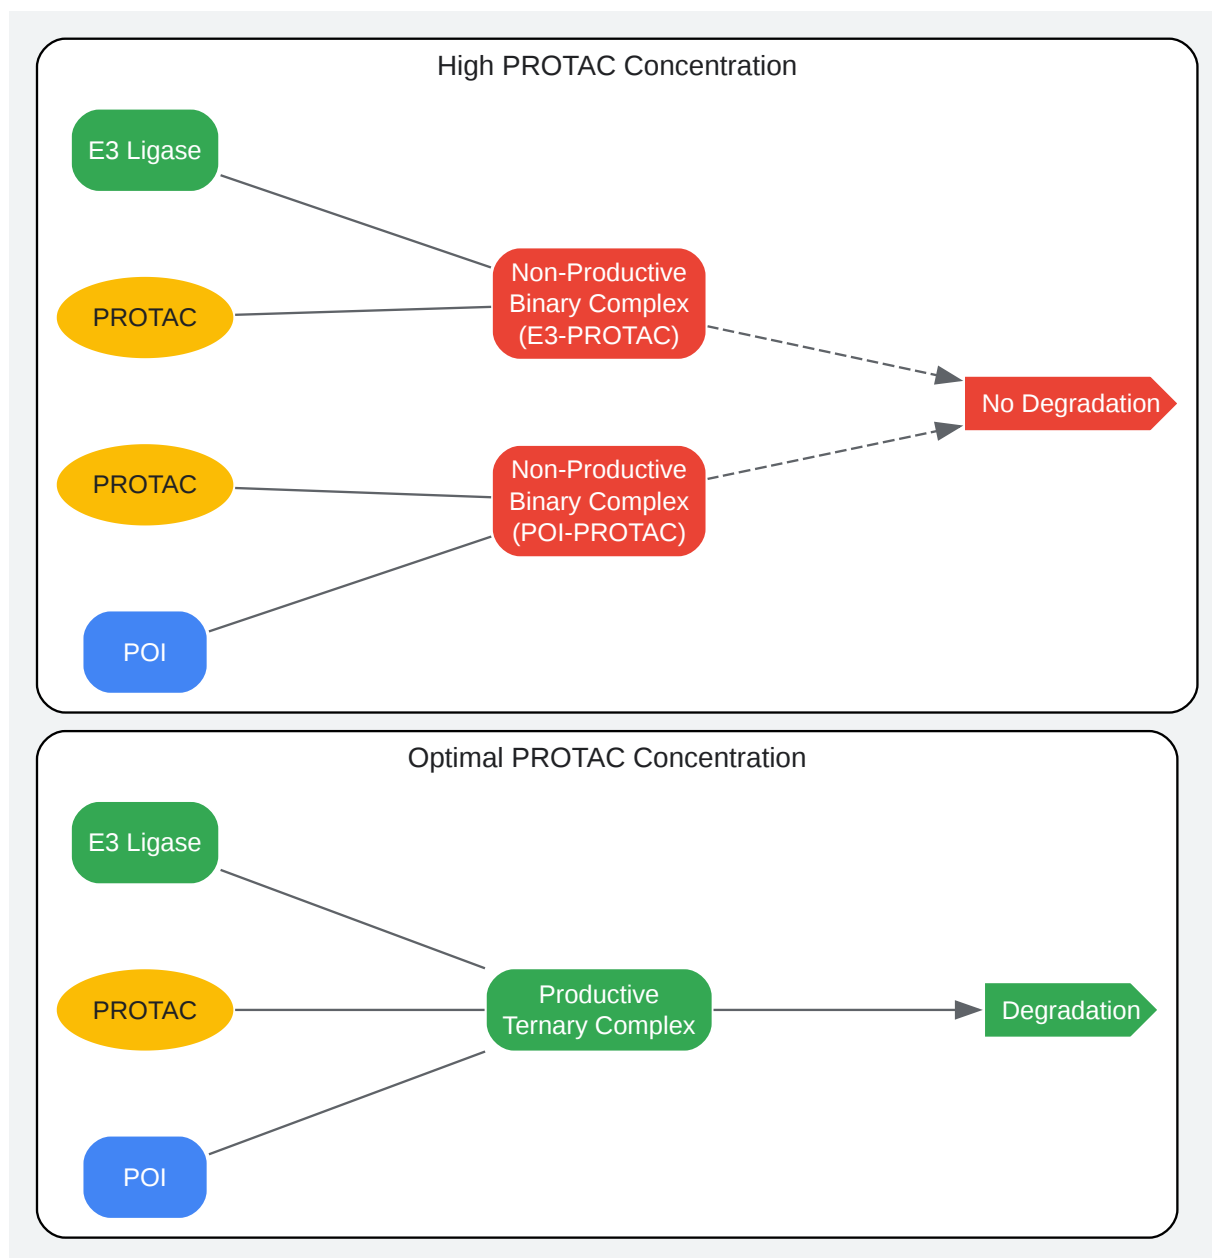 High PROTAC Concentration
E3 Ligase
PROTAC
Non-Productive
Binary Complex
(E3-PROTAC)
No Degradation
PROTAC
Non-Productive
Binary Complex
(POI-PROTAC)
POI
Optimal PROTAC Concentration
E3 Ligase
PROTAC
Productive
Ternary Complex
Degradation
POI